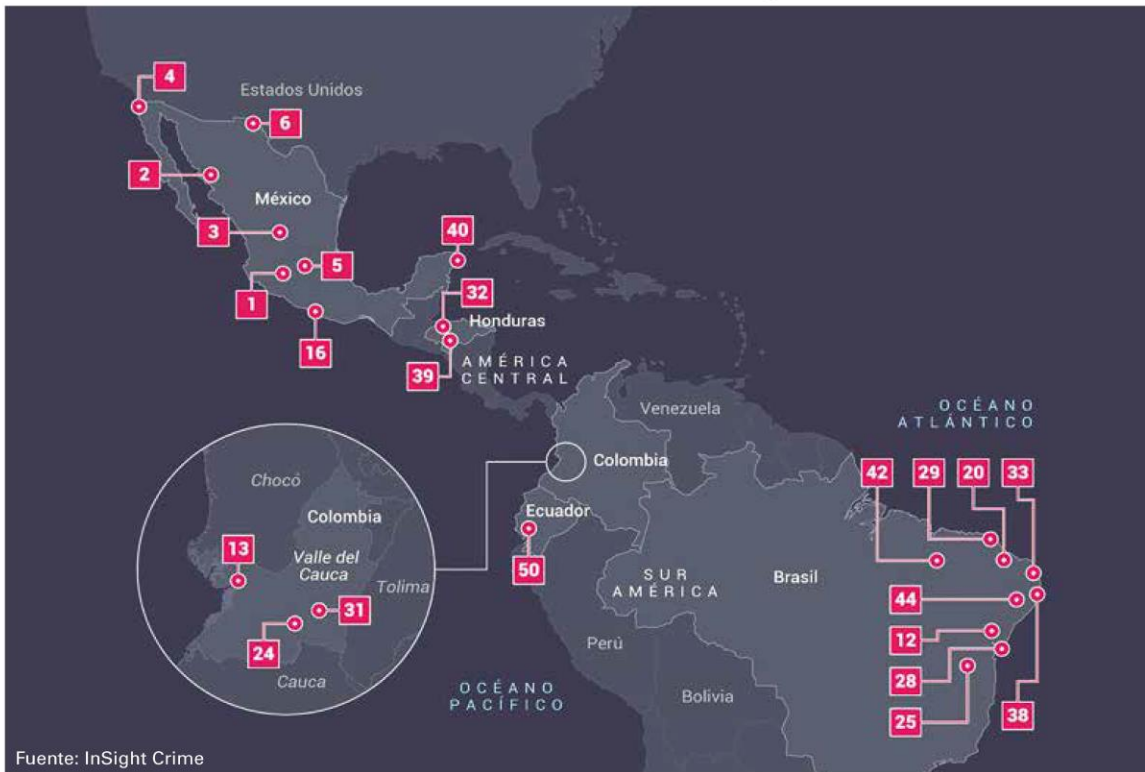 4
Estados Unidos
6
2
México
3
40
5
1
32
Honduras
16
39
AMÉRICA
CENTRAL
Venezuela
OCÉANO
ATLÁNTICO
Colombia
42
29
20
33
Chocó
Colombia
13
Valle del
Cauca
Tolima
31
24
Cauca
Ecuador
50
SUR
AMÉRICA
Brasil
Perú
44
12
28
25
38
OCÉANO
PACÍFICO
Bolivia
Fuente: InSight Crime